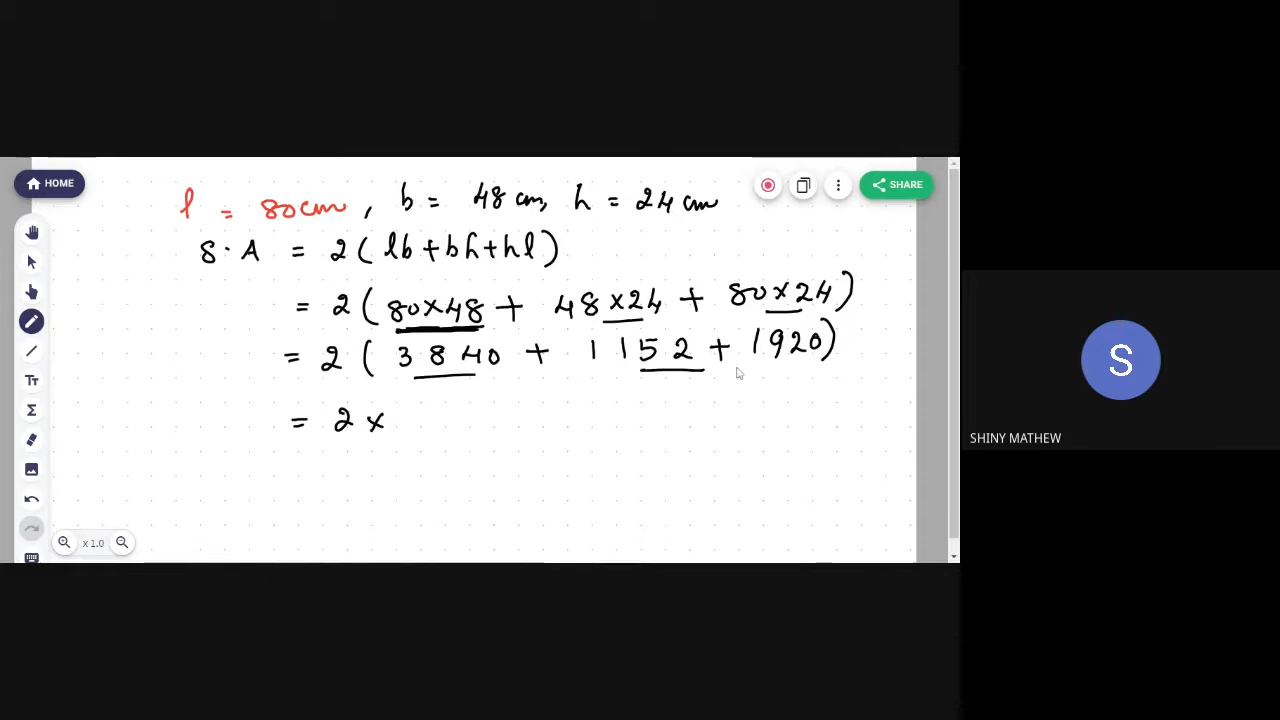 HOME
SHARE
l = 80cm, b = 48 cm, h = 24 cm
S.A = 2(lb+bh+hl)
= 2(80×48 + 48×24 + 80×24)
= 2(3840 + 1152 + 1920)
= 2×
Tт
Σ
x 1.0
S
SHINY MATHEW